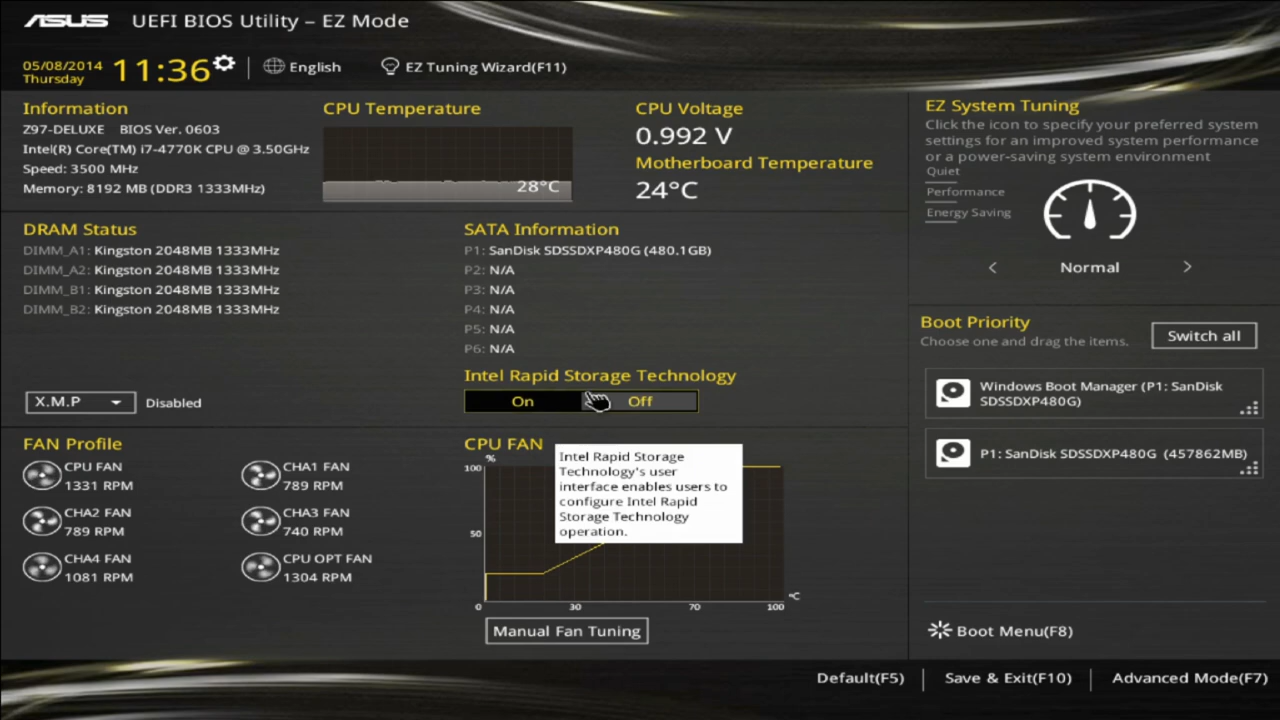 ASUS UEFI BIOS Utility – EZ Mode
05/08/2014
Thursday
11:36
English
EZ Tuning Wizard(F11)
Information
Z97-DELUXE BIOS Ver. 0603
Intel(R) Core(TM) i7-4770K CPU @ 3.50GHz
Speed: 3500 MHz
Memory: 8192 MB (DDR3 1333MHz)
CPU Temperature
28°C
CPU Voltage
0.992 V
Motherboard Temperature
24°C
EZ System Tuning
Click the icon to specify your preferred system
settings for an improved system performance
or a power-saving system environment
Quiet
Performance
Energy Saving
< Normal >
DRAM Status
DIMM_A1: Kingston 2048MB 1333MHz
DIMM_A2: Kingston 2048MB 1333MHz
DIMM_B1: Kingston 2048MB 1333MHz
DIMM_B2: Kingston 2048MB 1333MHz
X.M.P Disabled
SATA Information
P1: SanDisk SDSSDXP480G (480.1GB)
P2: N/A
P3: N/A
P4: N/A
P5: N/A
P6: N/A
Intel Rapid Storage Technology
On Off
Boot Priority
Choose one and drag the items.
Switch all
Windows Boot Manager (P1: SanDisk
SDSSDXP480G)
P1: SanDisk SDSSDXP480G (457862MB)
FAN Profile
CPU FAN
1331 RPM
CHA1 FAN
789 RPM
CHA2 FAN
789 RPM
CHA3 FAN
740 RPM
CHA4 FAN
1081 RPM
CPU OPT FAN
1304 RPM
CPU FAN
%
100
50
0 30 70 100
°C
Intel Rapid Storage
Technology's user
interface enables users to
configure Intel Rapid
Storage Technology
operation.
Manual Fan Tuning
Boot Menu(F8)
Default(F5)
Save & Exit(F10)
Advanced Mode(F7)